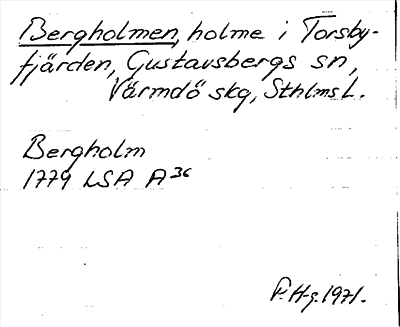 Bergholmen, holme i Torsby-
fjärden, Gustavsbergs sn,
Värmdö skg, Sthlms L.
Bergholm
1779 LSA A36
P. H-g. 1971.